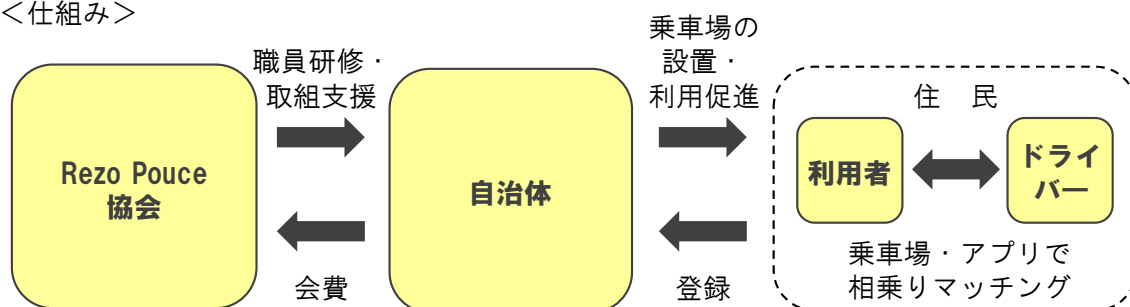 ＜仕組み＞
職員研修・
取組支援
乗車場の
設置・
利用促進
住　民
Rezo Pouce
協会
自治体
利用者
ドライ
バー
会費
登録
乗車場・アプリで
相乗りマッチング